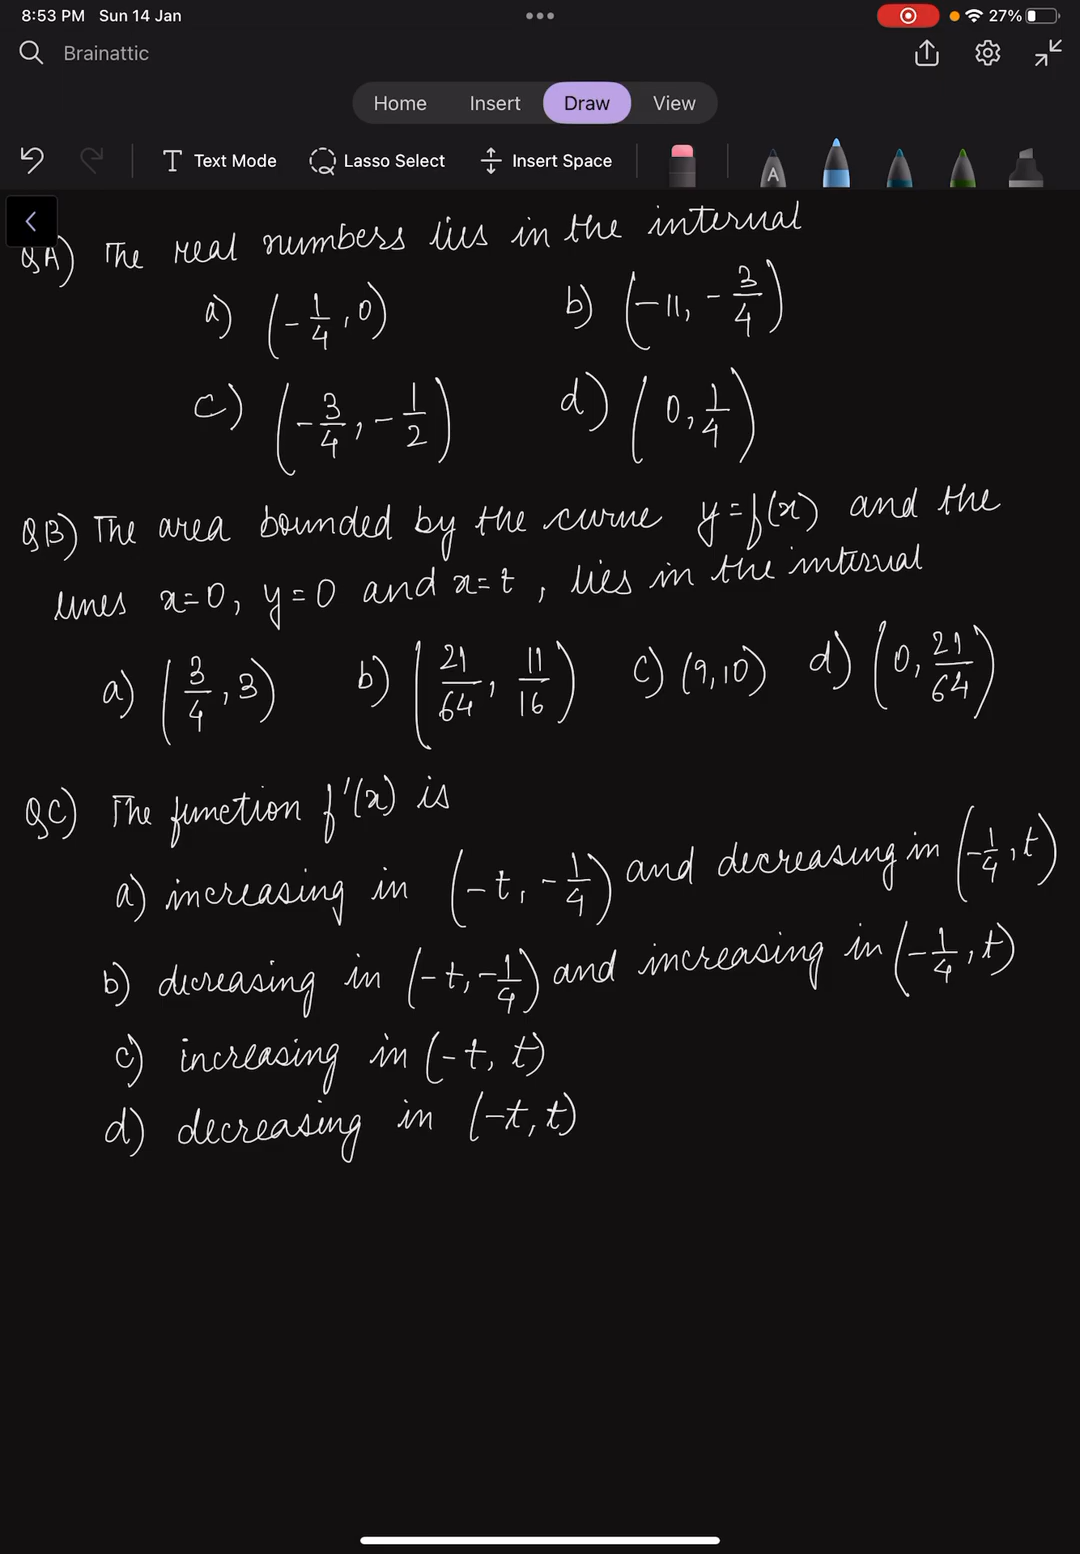 8:53 PM Sun 14 Jan
27%
Brainattic
Home Insert Draw View
Text Mode Lasso Select Insert Space
A
QA) The real numbers lies in the interval
a) (-1/4, 0) b) (-11, -3/4)
c) (-3/4, -1/2) d) (0, 1/4)
QB) The area bounded by the curve y=f(x) and the
lines x=0, y=0 and x=t, lies in the interval
a) (3/4, 3) b) (21/64, 11/16) c) (9,10) d) (0, 21/64)
QC) The function f'(x) is
a) increasing in (-t, -1/4) and decreasing in (-1/4, t)
b) decreasing in (-t, -1/4) and increasing in (-1/4, t)
c) increasing in (-t, t)
d) decreasing in (-t, t)